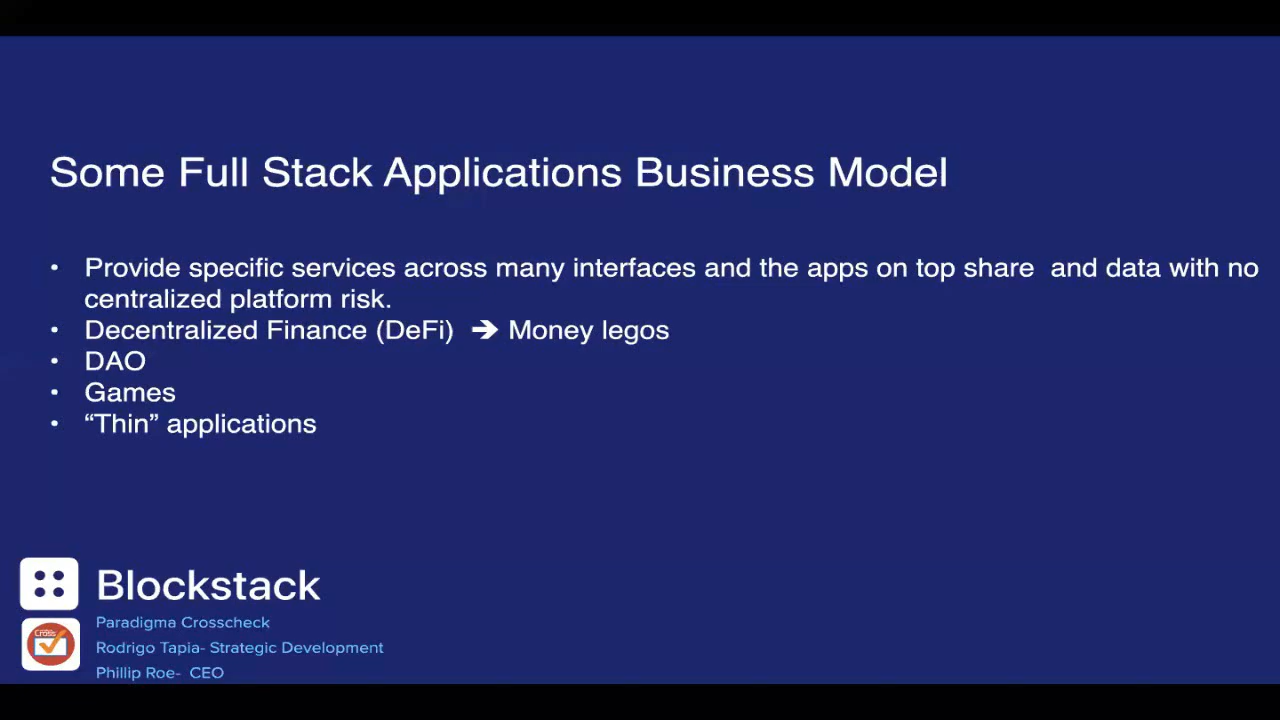 Some Full Stack Applications Business Model
• Provide specific services across many interfaces and the apps on top share and data with no
centralized platform risk.
• Decentralized Finance (DeFi) ➔ Money legos
• DAO
• Games
• “Thin” applications
Blockstack
Cross
Paradigma Crosscheck
Rodrigo Tapia- Strategic Development
Phillip Roe- CEO